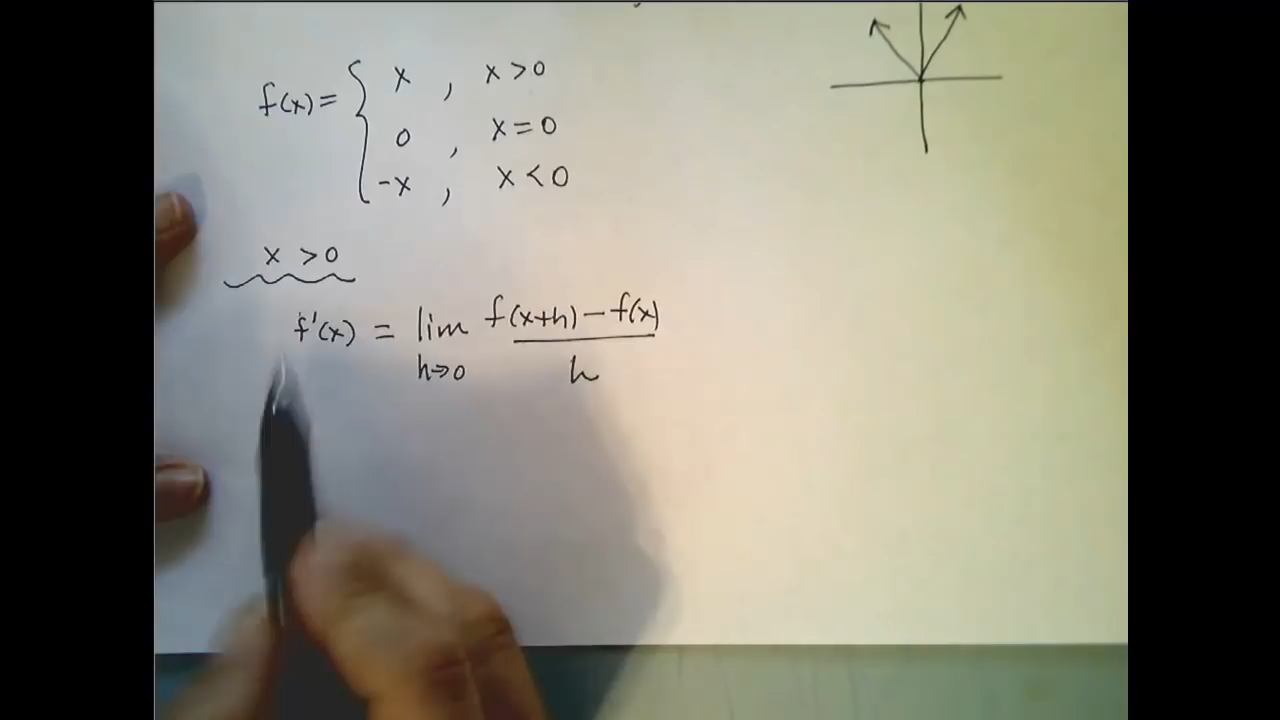 f(x) = { x , x > 0
0 , x = 0
-x , x < 0
x > 0
f'(x) = lim f(x+h) - f(x)
h→0 h